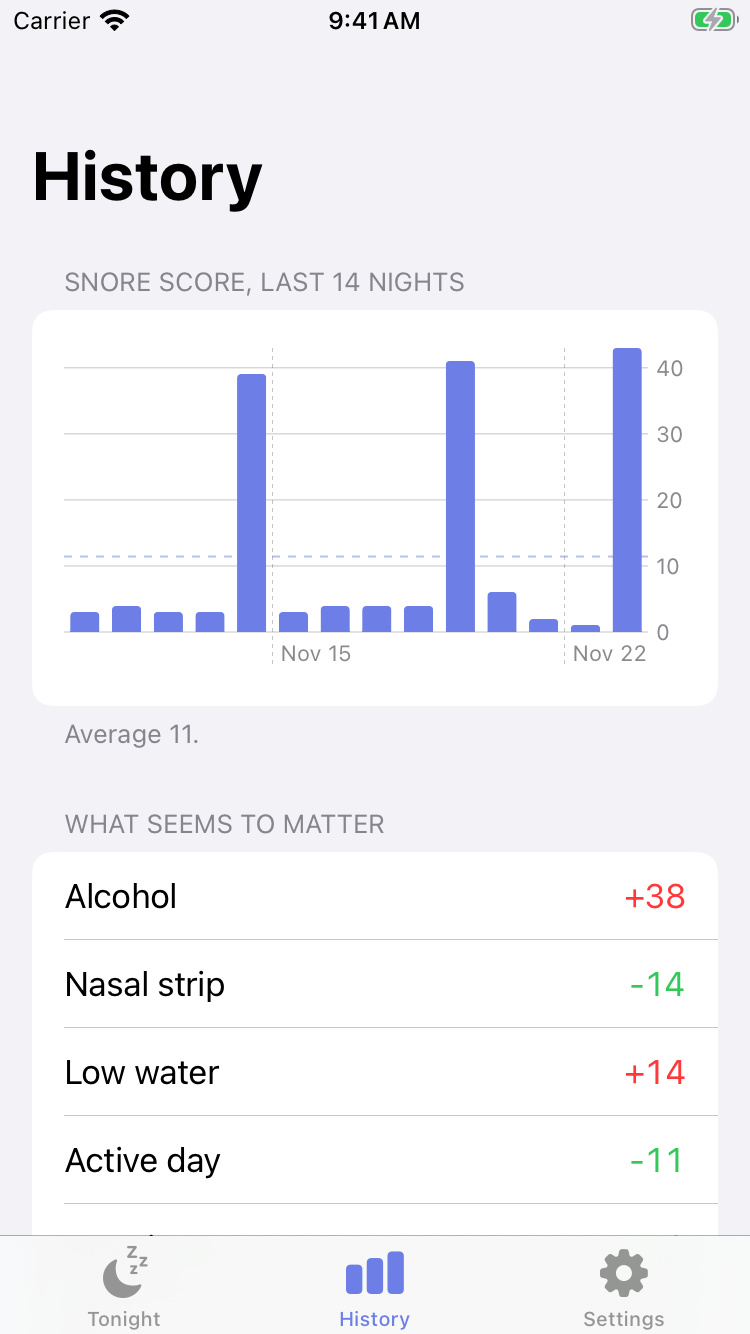 Carrier 9:41 AM
History
SNORE SCORE, LAST 14 NIGHTS
40
30
20
10
0
Nov 15 Nov 22
Average 11.
WHAT SEEMS TO MATTER
Alcohol +38
Nasal strip -14
Low water +14
Active day -11
z z z
Tonight History Settings